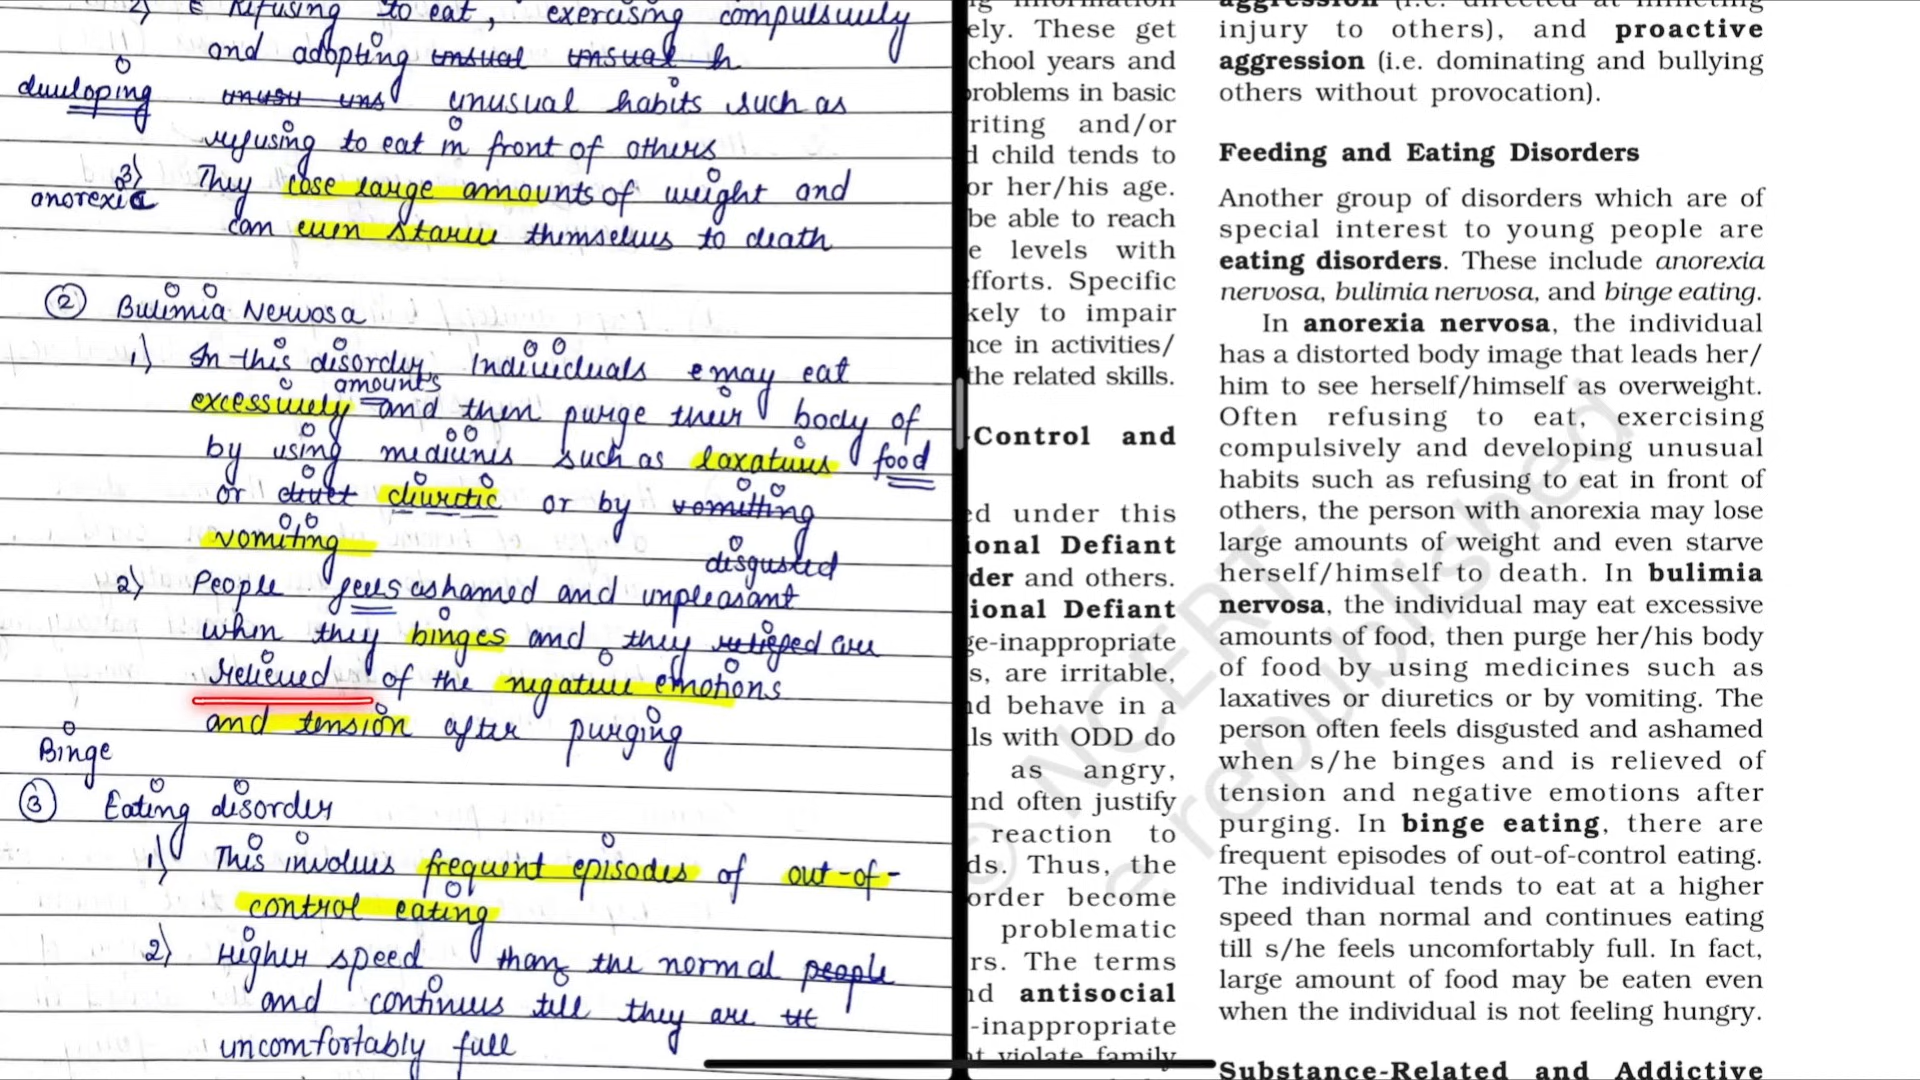 2) Refusing to eat, exercising compulsively
and adopting unsual unsual h
developing unusu uns unusual habits such as
refusing to eat in front of others
3) They lose large amounts of weight and
anorexia
can even starve themselves to death
② Bulimia Nervosa
1) In this disorder, Individuals e may eat
amounts
excessively and then purge their body of
by using medicines such as laxatives food
or diuet diuretic or by vomitting
vomiting
disgusted
2) People feels ashamed and unpleasant
when they binges and they are
relieved of the negative emotions
and tension after purging
Binge
③ Eating disorder
1) This involves frequent episodes of out-of-
control eating
2) Higher speed than the normal people
and continues till they are
uncomfortably full
ely. These get
chool years and
roblems in basic
riting and/or
d child tends to
or her/his age.
be able to reach
e levels with
fforts. Specific
kely to impair
nce in activities/
the related skills.
-Control and
ed under this
ional Defiant
der and others.
ional Defiant
ge-inappropriate
s, are irritable,
nd behave in a
ls with ODD do
as angry,
nd often justify
reaction to
ds. Thus, the
order become
problematic
rs. The terms
nd antisocial
-inappropriate
at violate family
aggression (i.e. directed at inflicting
injury to others), and proactive
aggression (i.e. dominating and bullying
others without provocation).
Feeding and Eating Disorders
Another group of disorders which are of
special interest to young people are
eating disorders. These include anorexia
nervosa, bulimia nervosa, and binge eating.
In anorexia nervosa, the individual
has a distorted body image that leads her/
him to see herself/himself as overweight.
Often refusing to eat, exercising
compulsively and developing unusual
habits such as refusing to eat in front of
others, the person with anorexia may lose
large amounts of weight and even starve
herself/himself to death. In bulimia
nervosa, the individual may eat excessive
amounts of food, then purge her/his body
of food by using medicines such as
laxatives or diuretics or by vomiting. The
person often feels disgusted and ashamed
when s/he binges and is relieved of
tension and negative emotions after
purging. In binge eating, there are
frequent episodes of out-of-control eating.
The individual tends to eat at a higher
speed than normal and continues eating
till s/he feels uncomfortably full. In fact,
large amount of food may be eaten even
when the individual is not feeling hungry.
Substance-Related and Addictive
© NCERT
republished